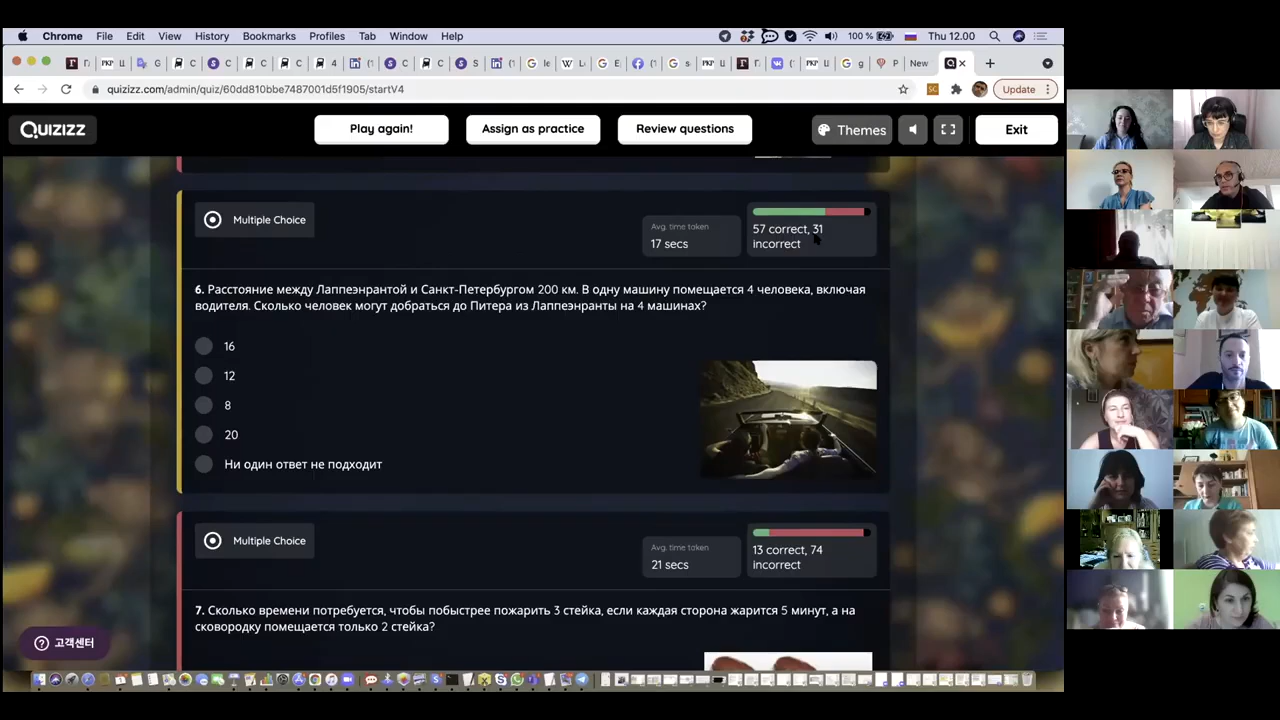 Chrome File Edit View History Bookmarks Profiles Tab Window Help 100 % Thu 12.00
New
quizizz.com/admin/quiz/60dd810bbe7487001d5f1905/startV4 Update
Quizizz Play again! Assign as practice Review questions Themes Exit
Multiple Choice
Avg. time taken
17 secs
57 correct, 31
incorrect
6. Расстояние между Лаппеэнрантой и Санкт-Петербургом 200 км. В одну машину помещается 4 человека, включая
водителя. Сколько человек могут добраться до Питера из Лаппеэнранты на 4 машинах?
16
12
8
20
Ни один ответ не подходит
Multiple Choice
Avg. time taken
21 secs
13 correct, 74
incorrect
7. Сколько времени потребуется, чтобы побыстрее пожарить 3 стейка, если каждая сторона жарится 5 минут, а на
сковородку помещается только 2 стейка?
고객센터